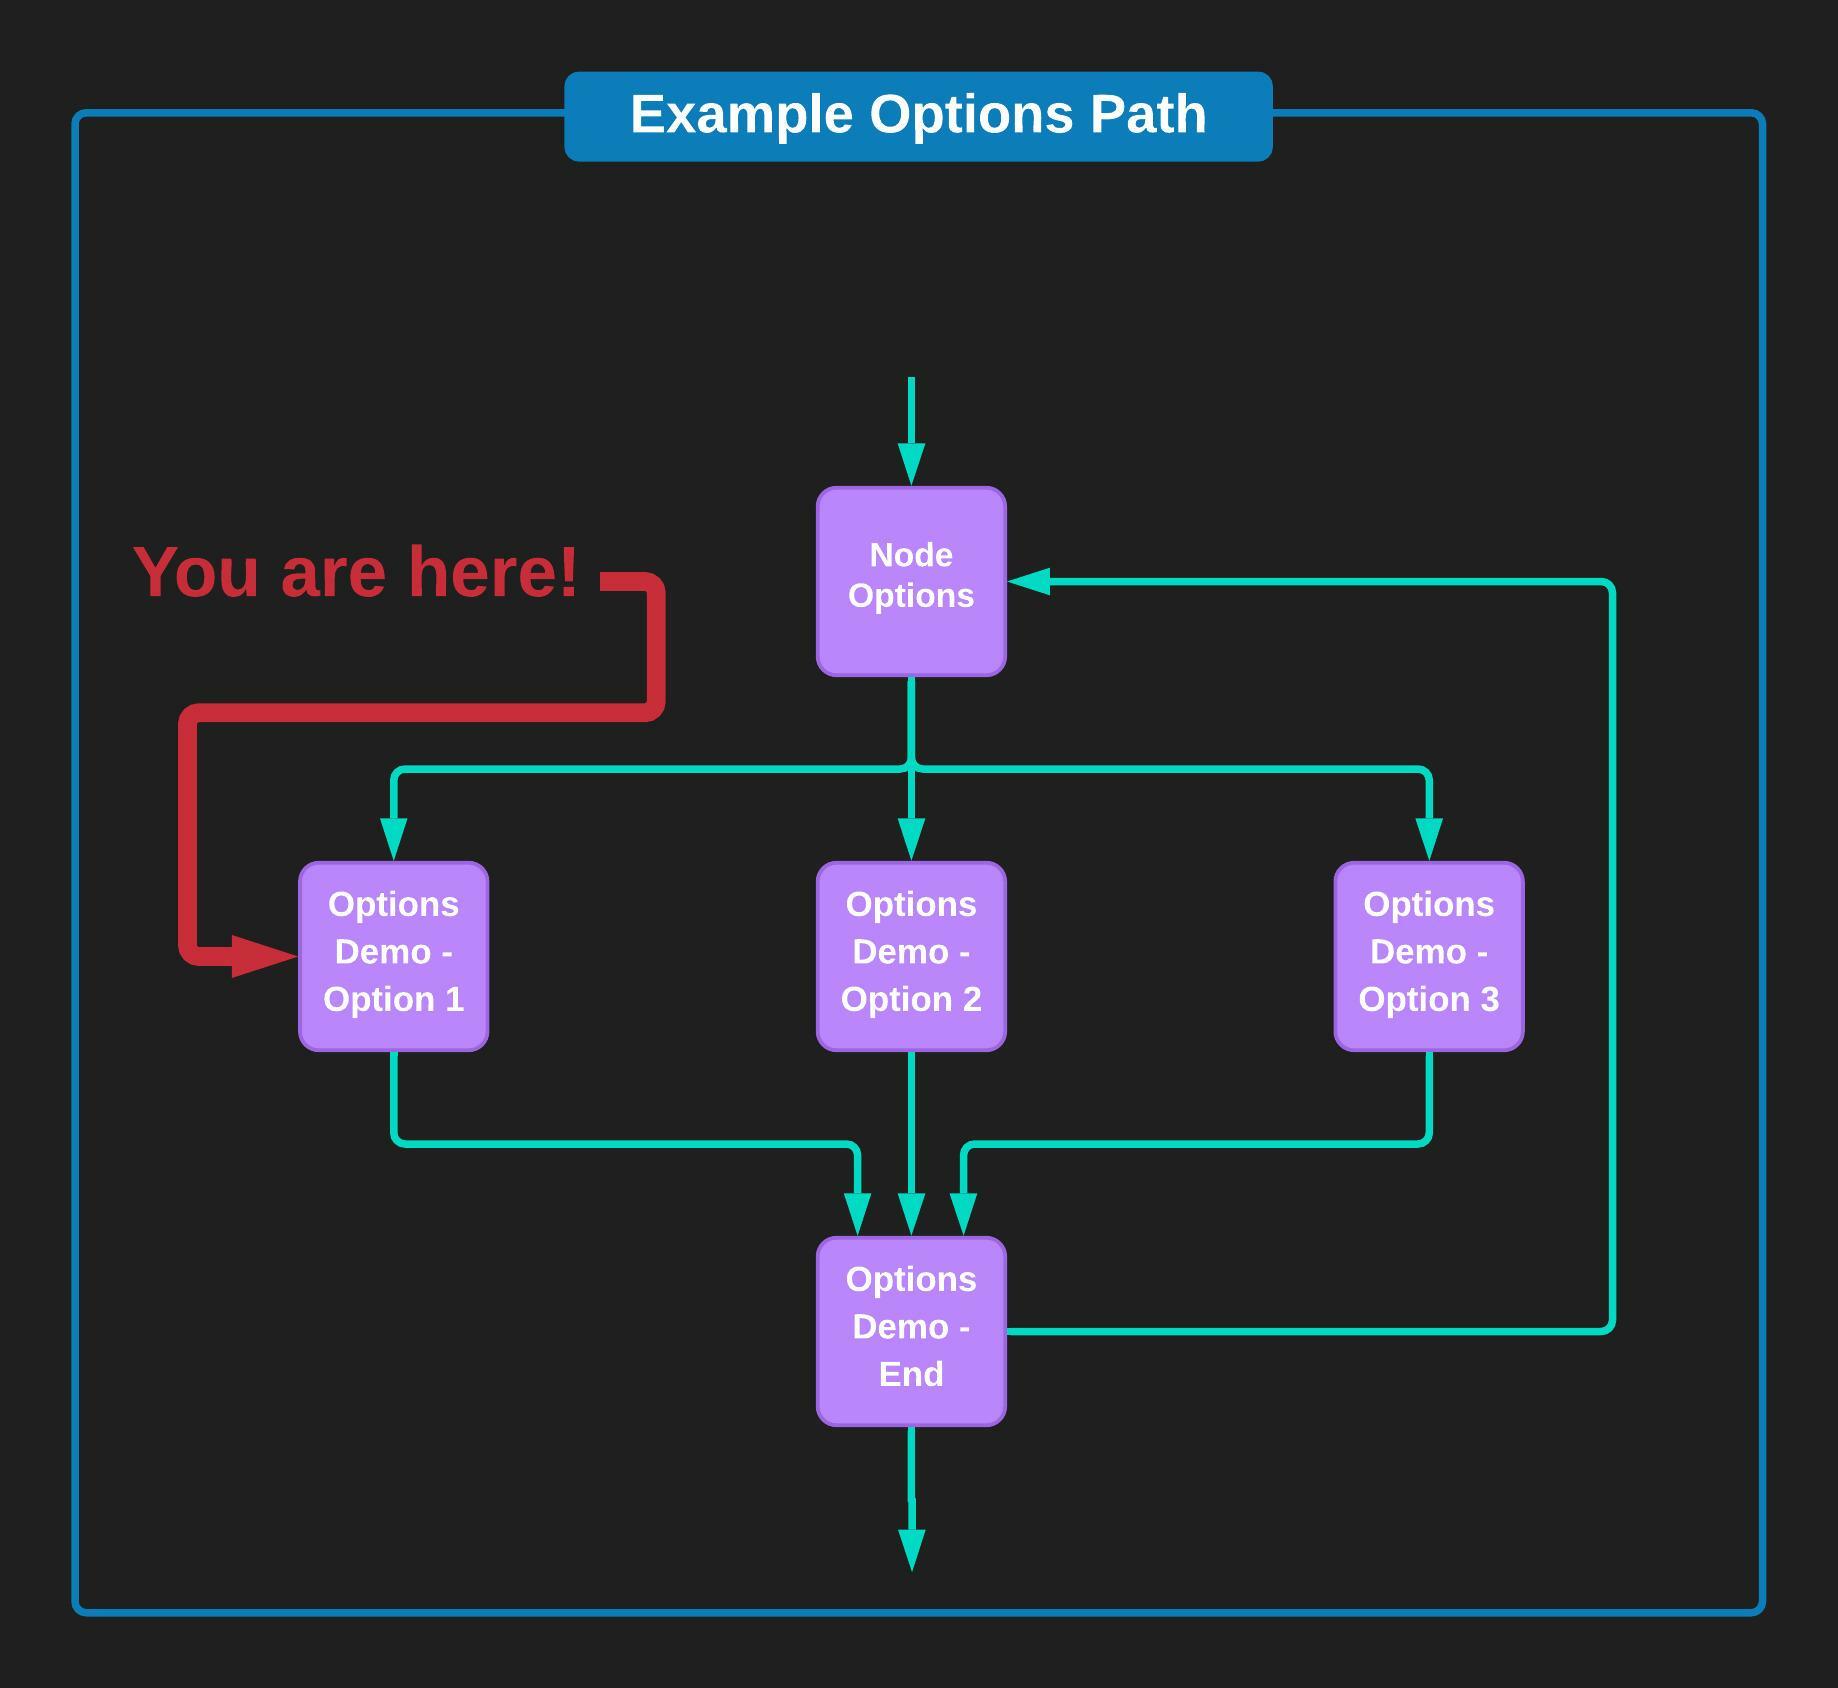 Example Options Path
Node
Options
You are here!
Options
Demo -
Option 1
Options
Demo -
Option 2
Options
Demo -
Option 3
Options
Demo -
End